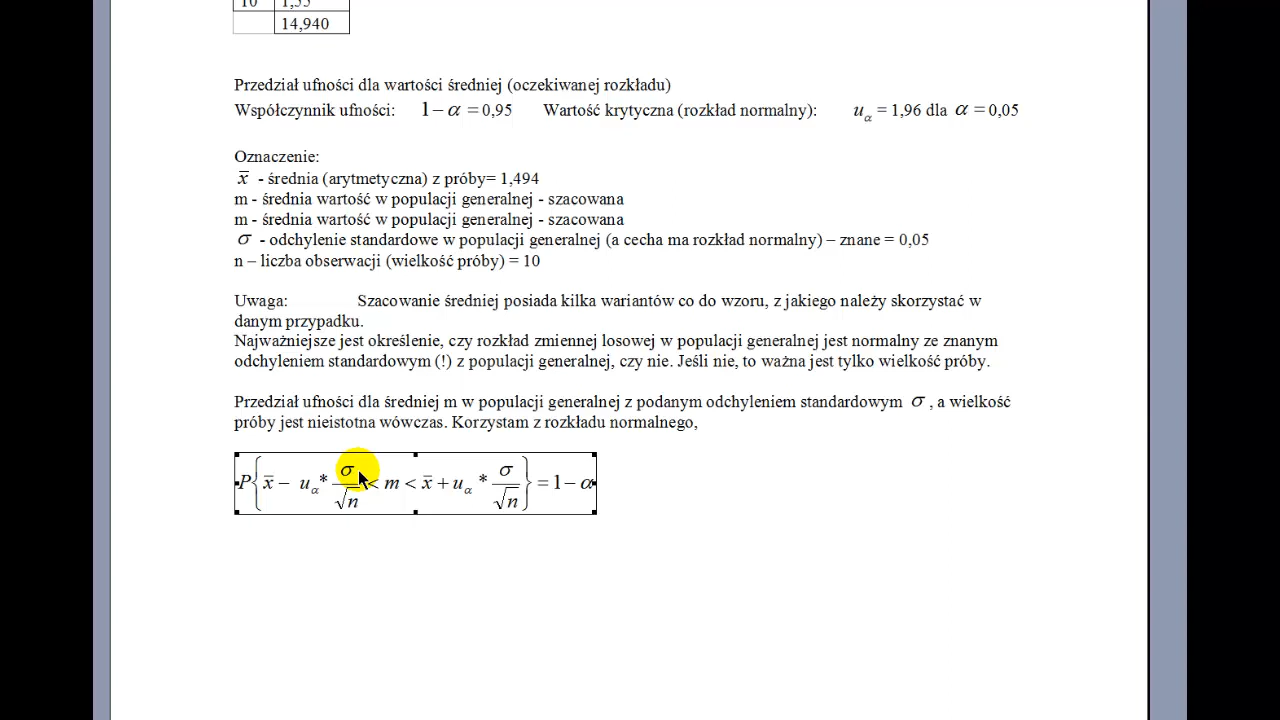 10 1,55
14,940
Przedział ufności dla wartości średniej (oczekiwanej rozkładu)
Współczynnik ufności: 1 − α = 0,95 Wartość krytyczna (rozkład normalny): uα = 1,96 dla α = 0,05
Oznaczenie:
x̄ - średnia (arytmetyczna) z próby= 1,494
m - średnia wartość w populacji generalnej - szacowana
m - średnia wartość w populacji generalnej - szacowana
σ - odchylenie standardowe w populacji generalnej (a cecha ma rozkład normalny) – znane = 0,05
n – liczba obserwacji (wielkość próby) = 10
Uwaga: Szacowanie średniej posiada kilka wariantów co do wzoru, z jakiego należy skorzystać w
danym przypadku.
Najważniejsze jest określenie, czy rozkład zmiennej losowej w populacji generalnej jest normalny ze znanym
odchyleniem standardowym (!) z populacji generalnej, czy nie. Jeśli nie, to ważna jest tylko wielkość próby.
Przedział ufności dla średniej m w populacji generalnej z podanym odchyleniem standardowym σ , a wielkość
próby jest nieistotna wówczas. Korzystam z rozkładu normalnego,
P{x̄ − uα * σ/√n < m < x̄ + uα * σ/√n} = 1 − α